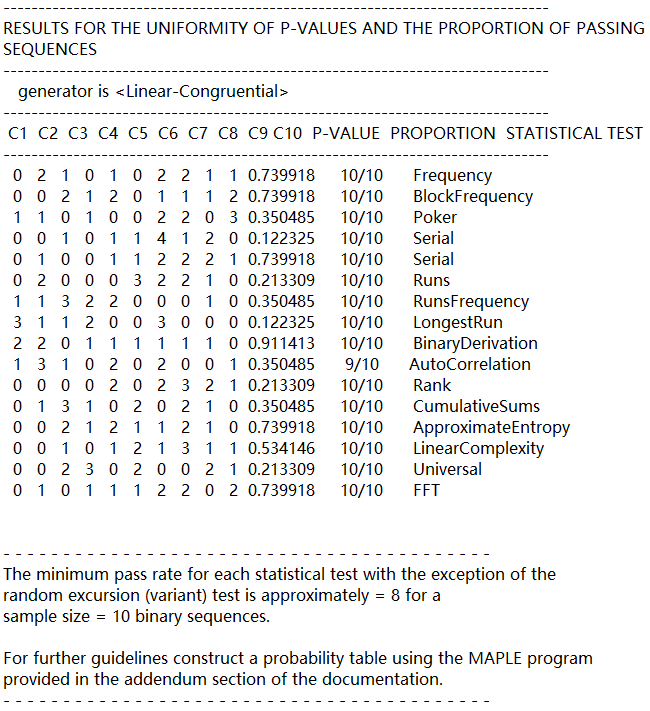 ------------------------------------------------------------------------------
RESULTS FOR THE UNIFORMITY OF P-VALUES AND THE PROPORTION OF PASSING
SEQUENCES
------------------------------------------------------------------------------
generator is <Linear-Congruential>
------------------------------------------------------------------------------
C1 C2 C3 C4 C5 C6 C7 C8 C9 C10 P-VALUE PROPORTION STATISTICAL TEST
------------------------------------------------------------------------------
0 2 1 0 1 0 2 2 1 1 0.739918 10/10 Frequency
0 0 2 1 2 0 1 1 1 2 0.739918 10/10 BlockFrequency
1 1 0 1 0 0 2 2 0 3 0.350485 10/10 Poker
0 0 1 0 1 1 4 1 2 0 0.122325 10/10 Serial
0 1 0 0 1 1 2 2 2 1 0.739918 10/10 Serial
0 2 0 0 0 3 2 2 1 0 0.213309 10/10 Runs
1 1 3 2 2 0 0 0 1 0 0.350485 10/10 RunsFrequency
3 1 1 2 0 0 3 0 0 0 0.122325 10/10 LongestRun
2 2 0 1 1 1 1 1 1 0 0.911413 10/10 BinaryDerivation
1 3 1 0 2 0 2 0 0 1 0.350485 9/10 AutoCorrelation
0 0 0 0 2 0 2 3 2 1 0.213309 10/10 Rank
0 1 3 1 0 2 0 2 1 0 0.350485 10/10 CumulativeSums
0 0 2 1 2 1 1 2 1 0 0.739918 10/10 ApproximateEntropy
0 0 1 0 1 2 1 3 1 1 0.534146 10/10 LinearComplexity
0 0 2 3 0 2 0 0 2 1 0.213309 10/10 Universal
0 1 0 1 1 1 2 2 0 2 0.739918 10/10 FFT
- - - - - - - - - - - - - - - - - - - - - - - - - - - - - - - - - - - - - - - - -
The minimum pass rate for each statistical test with the exception of the
random excursion (variant) test is approximately = 8 for a
sample size = 10 binary sequences.
For further guidelines construct a probability table using the MAPLE program
provided in the addendum section of the documentation.
- - - - - - - - - - - - - - - - - - - - - - - - - - - - - - - - - - - - - - - - -